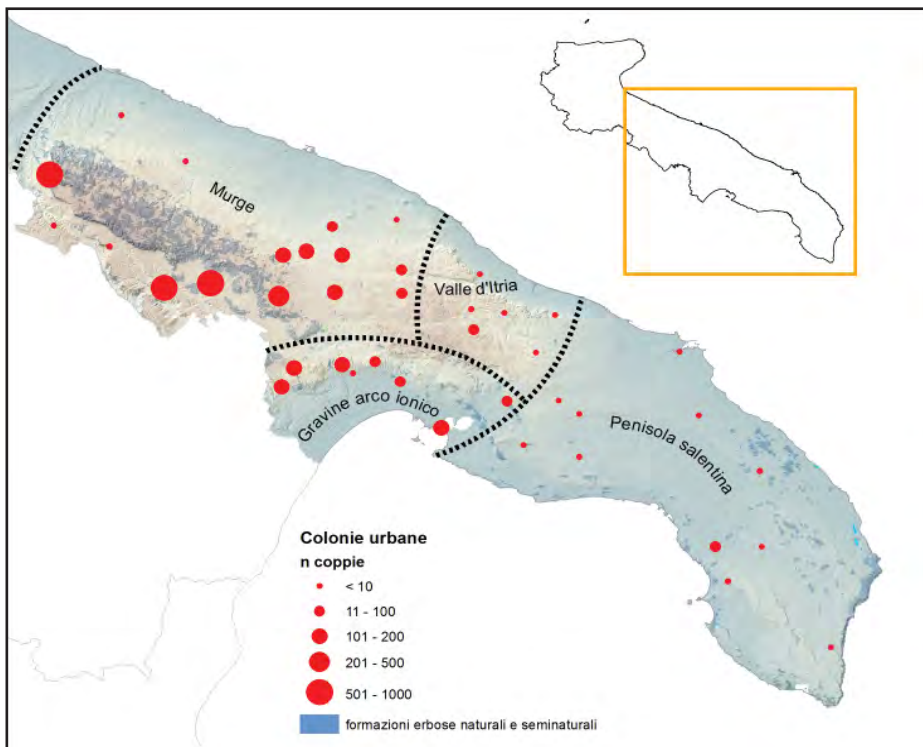 Murge
Valle d'Itria
Gravine arco ionico
Penisola salentina
Colonie urbane
n coppie
< 10
11 - 100
101 - 200
201 - 500
501 - 1000
formazioni erbose naturali e seminaturali